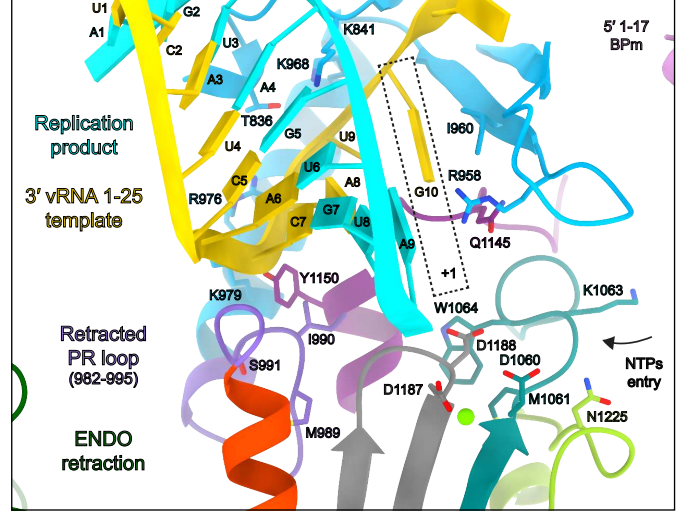 U1
G2
A1
C2
U3
K841
5′ 1-17
BPm
K968
A3
A4
T836
Replication
product
G5
U9
I960
U4
U6
A8
R958
3′ vRNA 1-25
template
R976
C5
A6
G10
G7
C7
U8
A9
Q1145
Y1150
+1
K979
K1063
W1064
Retracted
PR loop
(982-995)
I990
D1188
D1060
S991
NTPs
entry
D1187
M1061
N1225
M989
ENDO
retraction